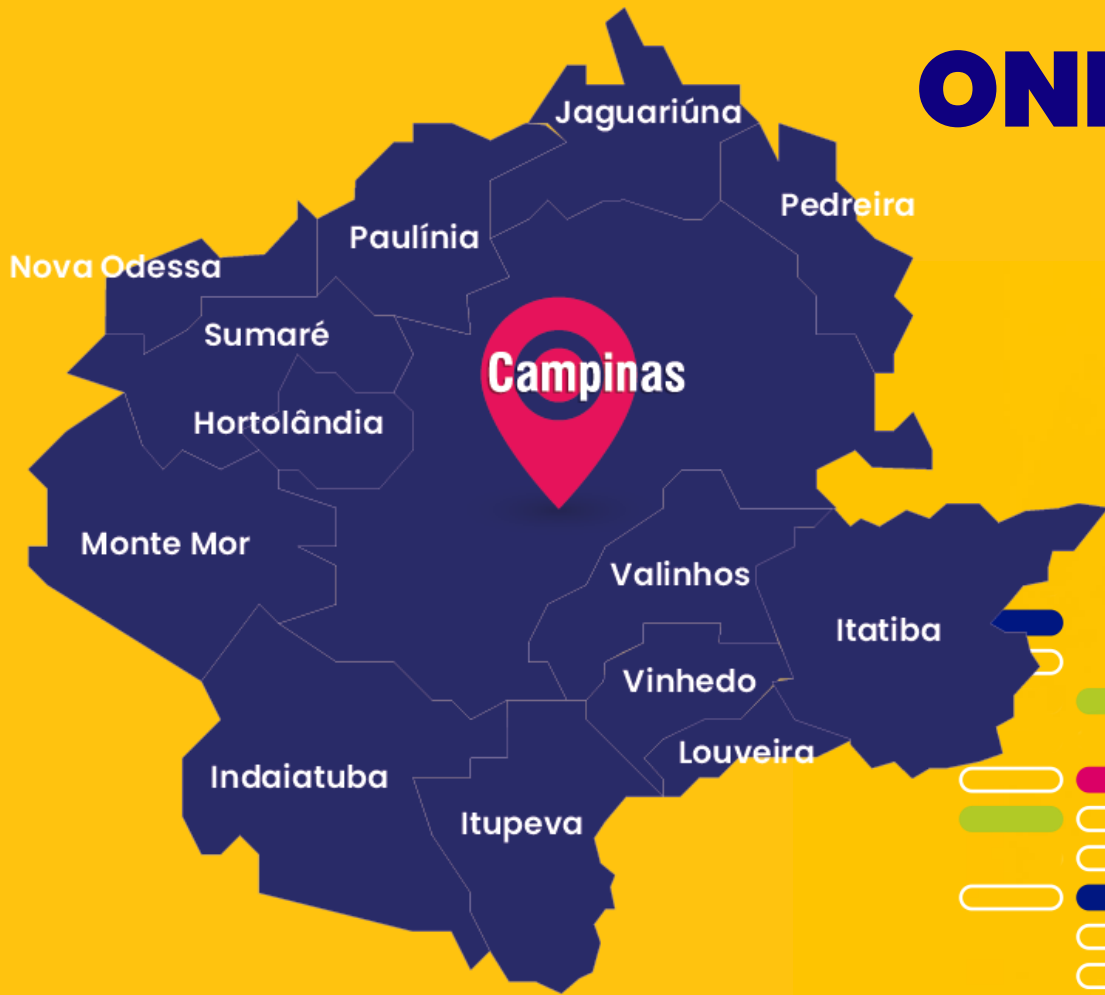 Jaguariúna
Pedreira
Paulínia
Nova Odessa
Sumaré
Campinas
Hortolândia
Monte Mor
Valinhos
Itatiba
Vinhedo
Louveira
Indaiatuba
Itupeva